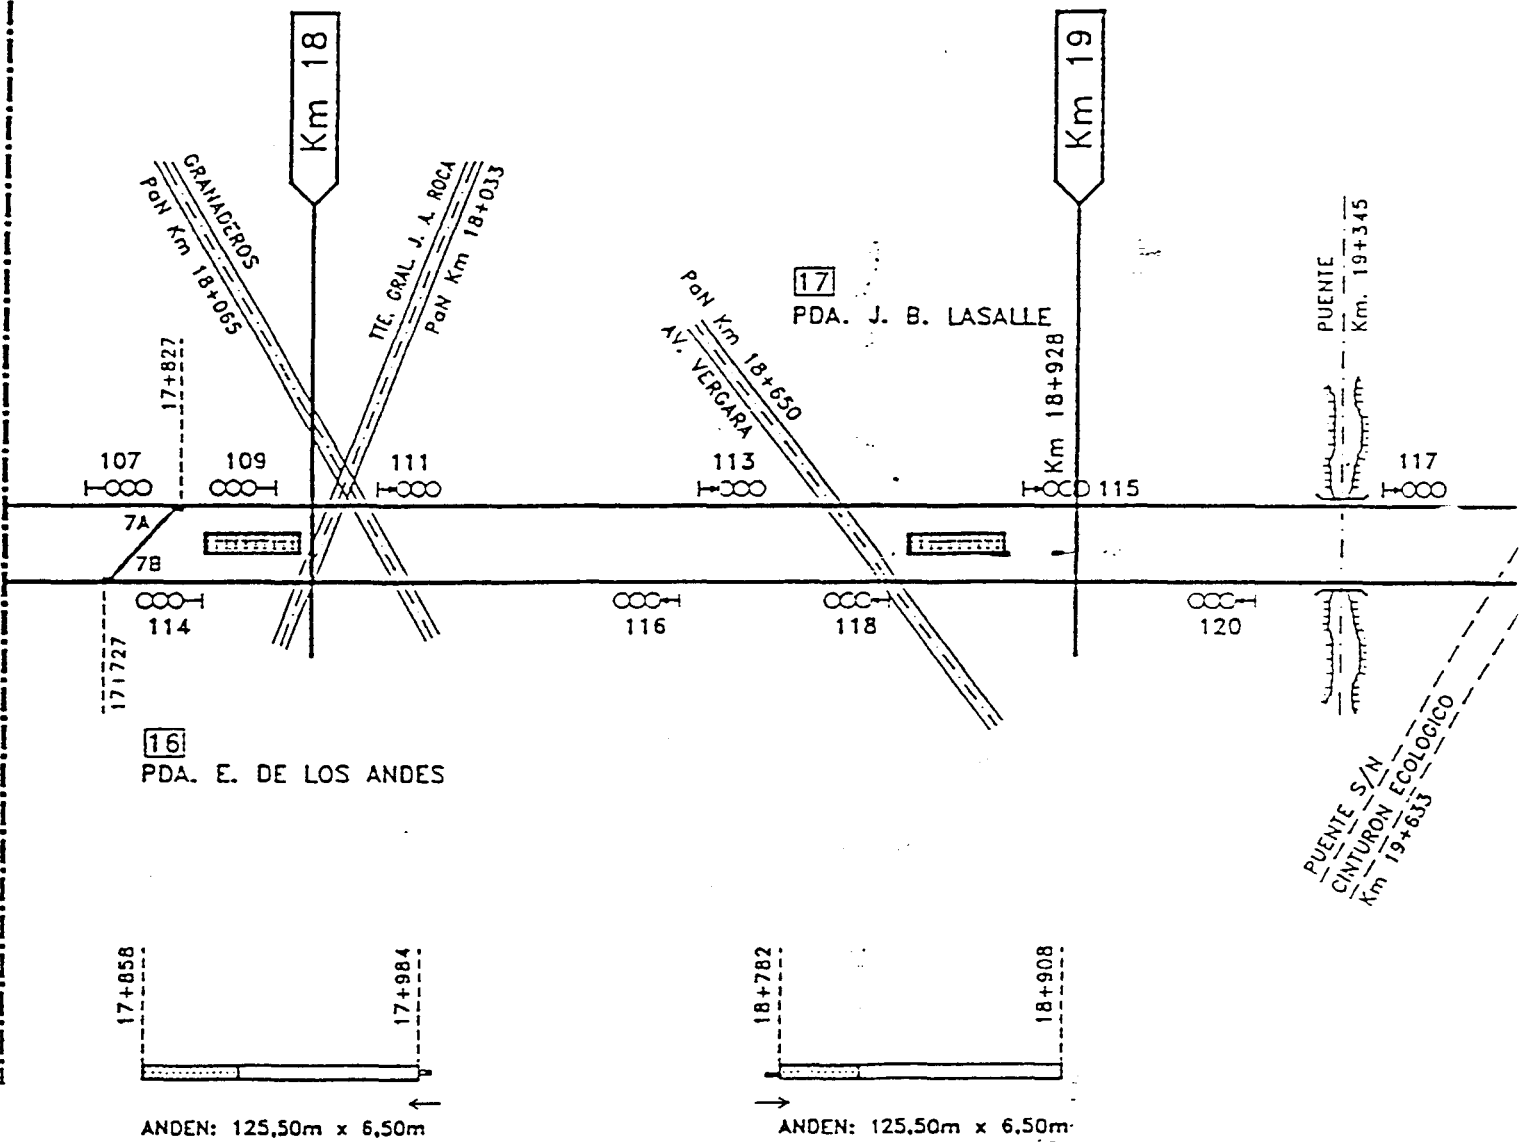 Km 18
Km 19
GRANADEROS
PaN Km 18+065
TTE. GRAL. J. A. ROCA
PaN Km 18+033
17+827
PaN Km 18+650
AV. VERGARA
17
PDA. J. B. LASALLE
Km 18+928
PUENTE
Km. 19+345
107
109
111
113
115
117
7A
7B
114
116
118
120
17+727
16
PDA. E. DE LOS ANDES
PUENTE S/N
CINTURON ECOLOGICO
Km 19+633
17+858
17+984
18+782
18+908
ANDEN: 125,50m x 6,50m
ANDEN: 125,50m x 6,50m